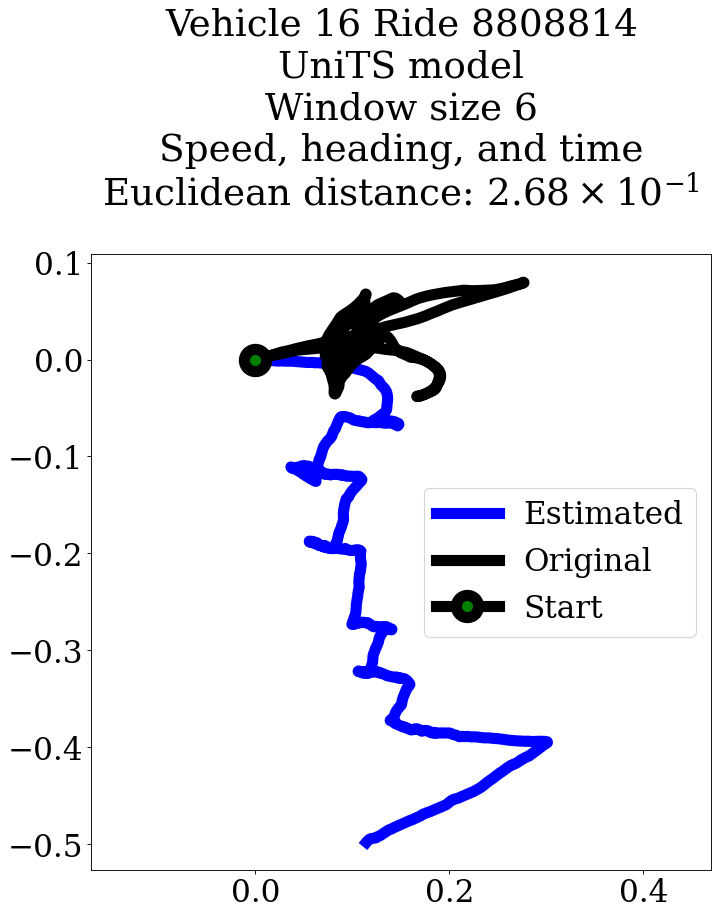 Vehicle 16 Ride 8808814
UniTS model
Window size 6
Speed, heading, and time
Euclidean distance: 2.68 × 10⁻¹
0.1
0.0
−0.1
−0.2
−0.3
−0.4
−0.5
Estimated
Original
Start
0.0 0.2 0.4